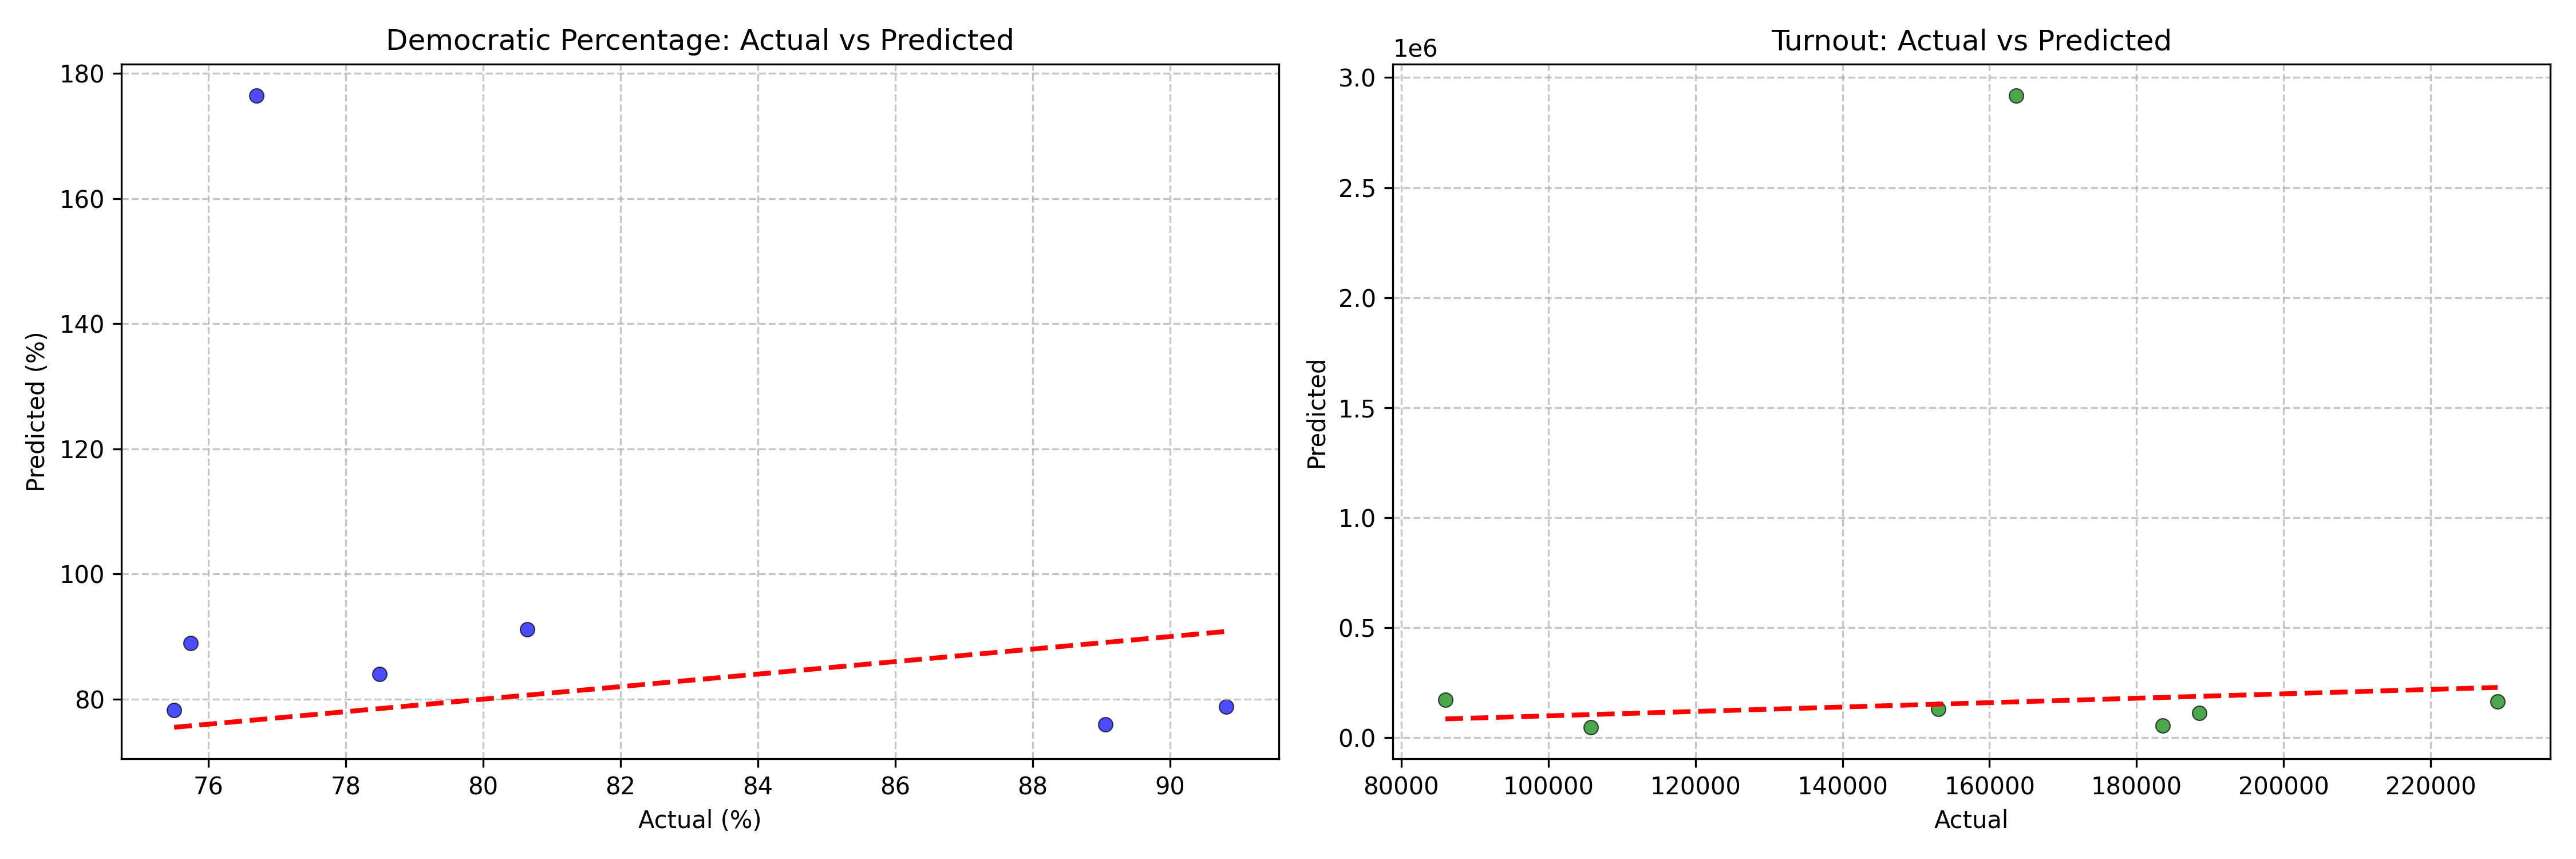 Democratic Percentage: Actual vs Predicted
180
160
140
120
100
80
Predicted (%)
76 78 80 82 84 86 88 90
Actual (%)
Turnout: Actual vs Predicted
1e6
3.0
2.5
2.0
1.5
1.0
0.5
0.0
Predicted
80000 100000 120000 140000 160000 180000 200000 220000
Actual